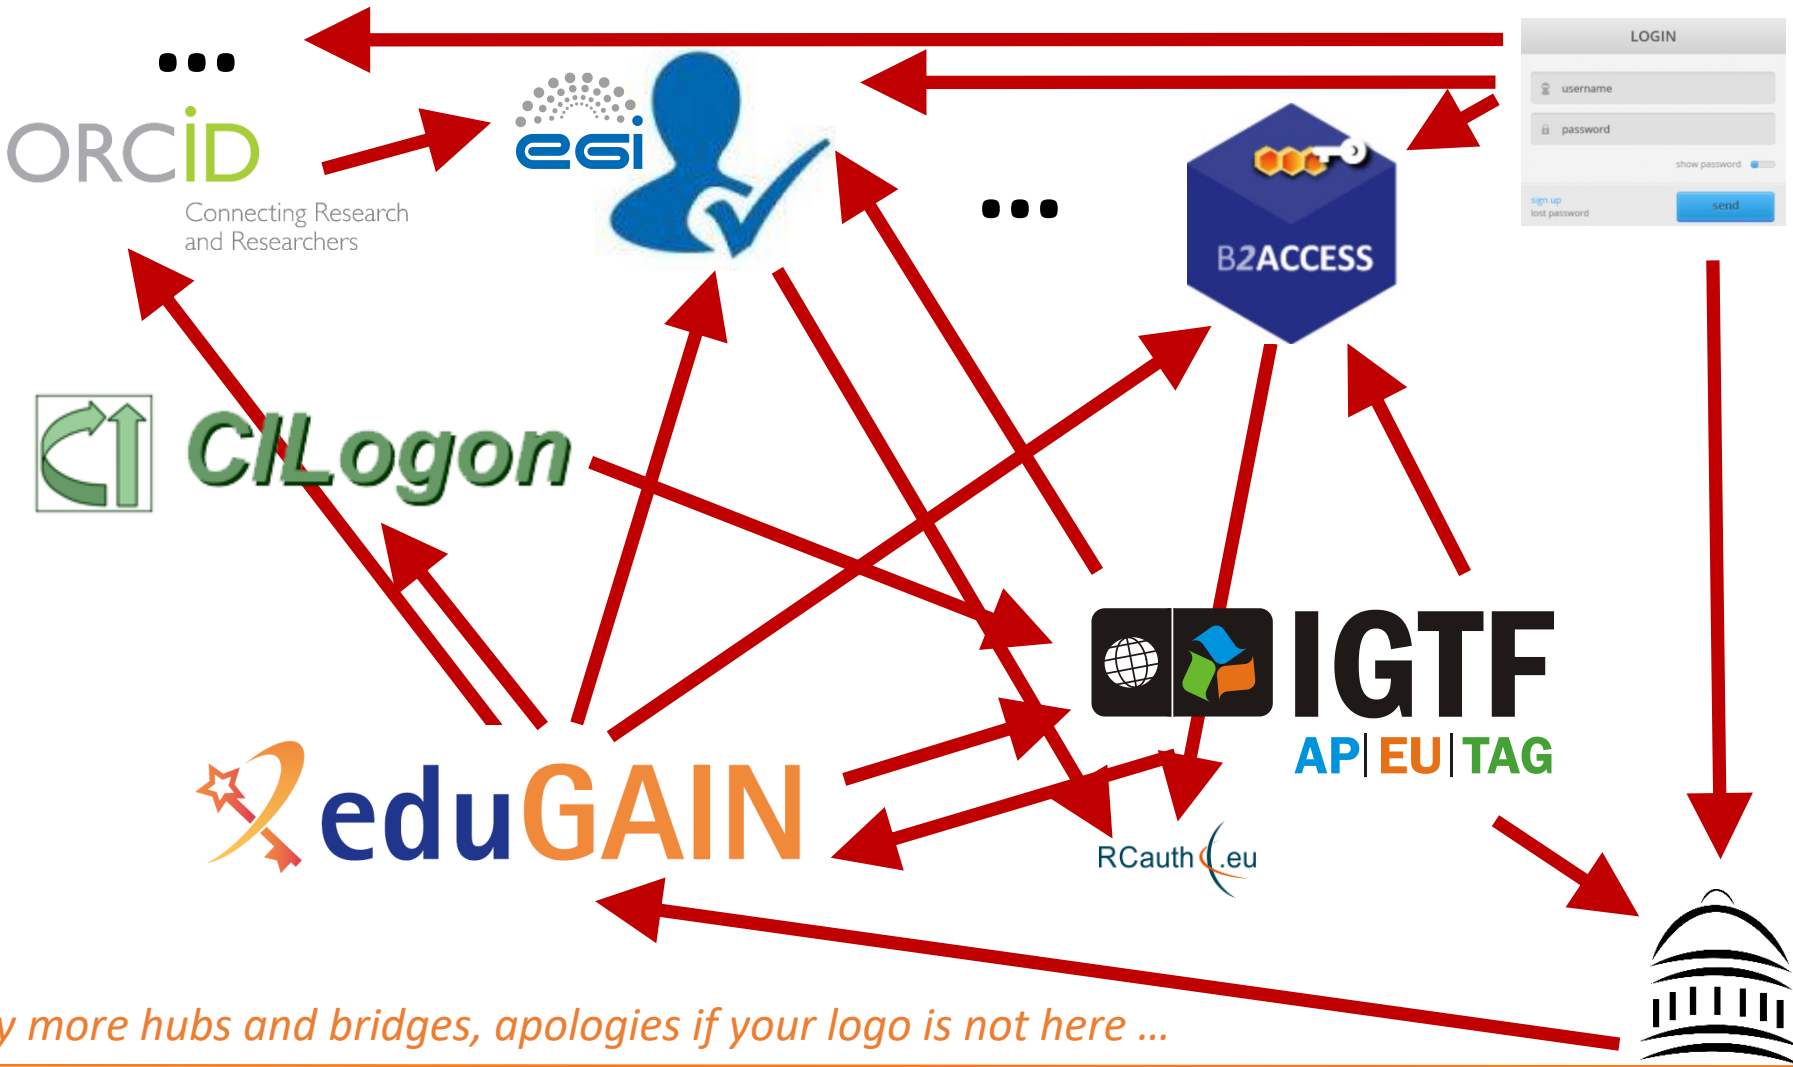 ...
LOGIN
username
password
show password
sign up
lost password
send
ORCiD
Connecting Research
and Researchers
egi
...
B2ACCESS
CILogon
IGTF
AP|EU|TAG
eduGAIN
RCauth.eu
more hubs and bridges, apologies if your logo is not here ...